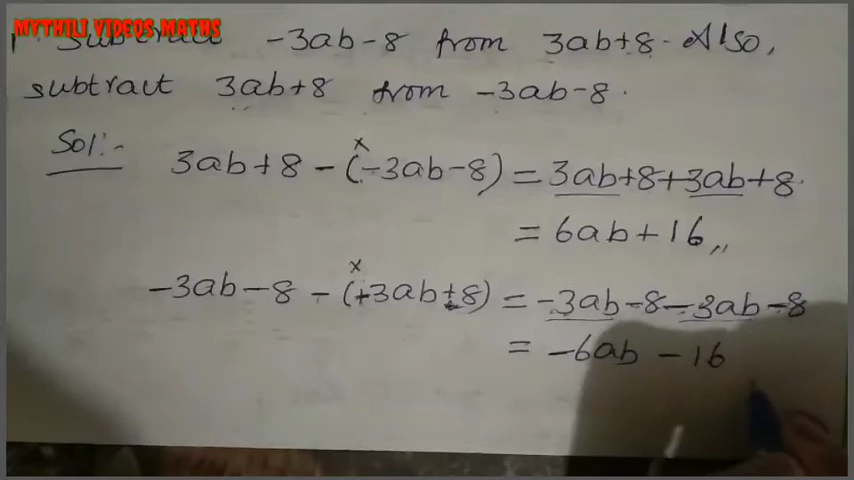 MYTHILI VIDEOS MATHS
Subtract -3ab-8 from 3ab+8. Also,
subtract 3ab+8 from -3ab-8.
Sol:- 3ab+8-(-3ab-8) = 3ab+8+3ab+8.
= 6ab+16,,
-3ab-8-(+3ab+8) = -3ab-8-3ab-8
= -6ab-16